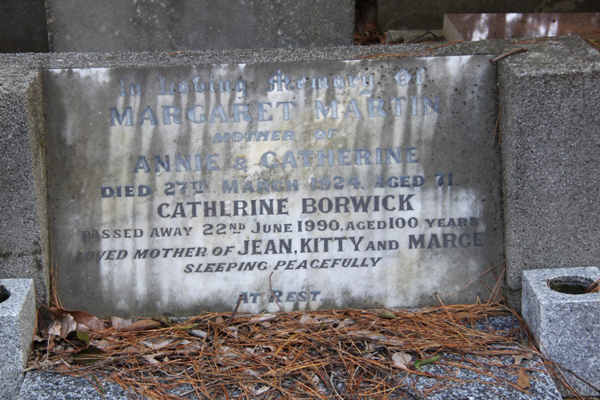 In Loving Memory Of
MARGARET MARTIN
MOTHER OF
ANNIE & CATHERINE
DIED 27TH MARCH 1924. AGED 71
CATHERINE BORWICK
PASSED AWAY 22ND JUNE 1990. AGED 100 YEARS
LOVED MOTHER OF JEAN, KITTY AND MARGE
SLEEPING PEACEFULLY
AT REST.